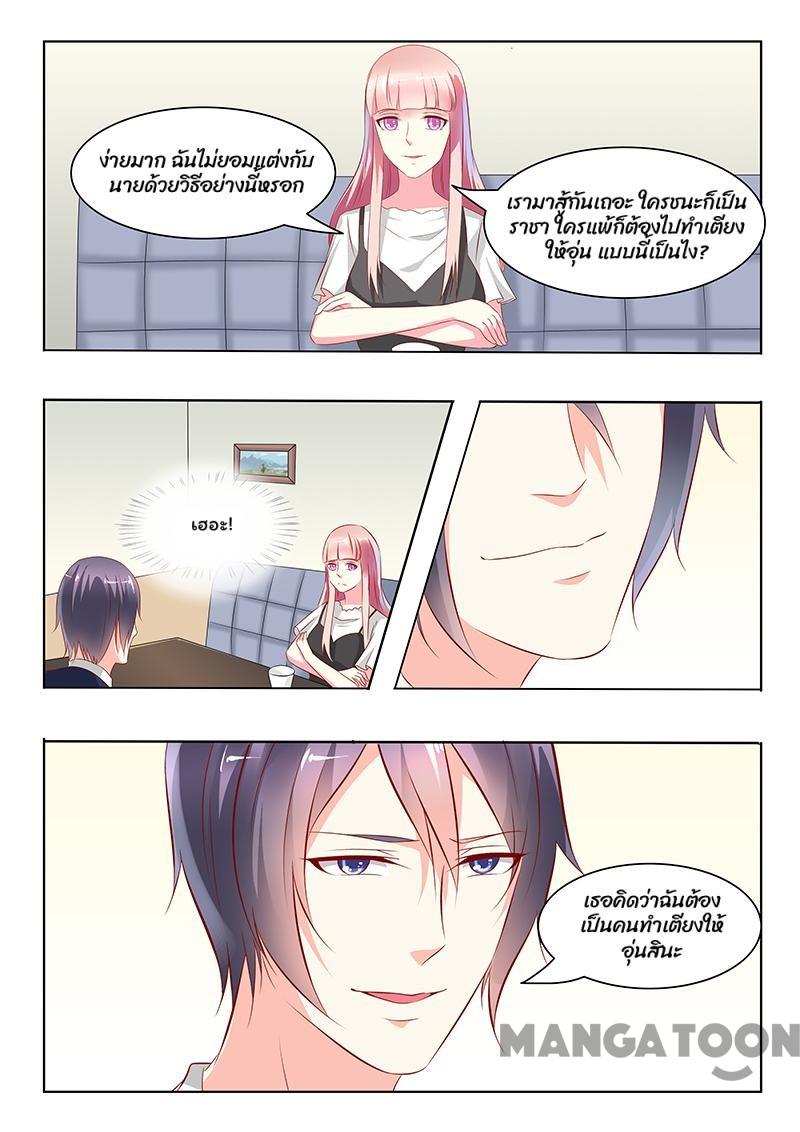 ง่ายมาก ฉันไม่ยอมแต่งกับ
นายด้วยวิธีอย่างนี้หรอก
เรามาสู้กันเถอะ ใครชนะก็เป็น
ราชา ใครแพ้ก็ต้องไปทำเตียง
ให้อุ่น แบบนี้เป็นไง?
เฮอะ!
เธอคิดว่าฉันต้อง
เป็นคนทำเตียงให้
อุ่นสินะ
MANGATOON